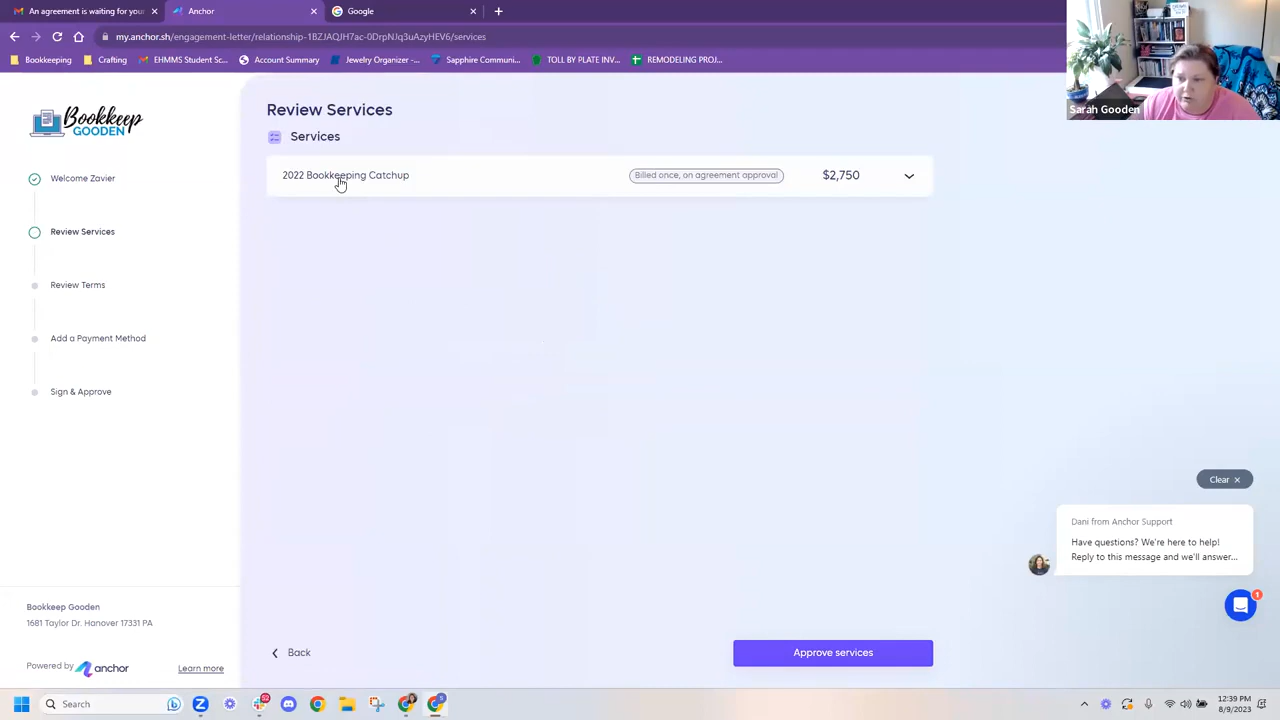 An agreement is waiting for your
Anchor
Google
my.anchor.sh/engagement-letter/relationship-1BZJAQJH7ac-0DrpNJq3uAzyHEV6/services
Bookkeeping
Crafting
EHMMS Student Sc...
Account Summary
Jewelry Organizer -...
Sapphire Communi...
TOLL BY PLATE INV...
REMODELING PROJ...
Sarah Gooden
Bookkeep
GOODEN
Welcome Zavier
Review Services
Review Terms
Add a Payment Method
Sign & Approve
Review Services
Services
2022 Bookkeeping Catchup
Billed once, on agreement approval
$2,750
Clear
Dani from Anchor Support
Have questions? We're here to help!
Reply to this message and we'll answer...
1
Bookkeep Gooden
1681 Taylor Dr. Hanover 17331 PA
Powered by anchor
Learn more
Back
Approve services
Search
12:39 PM
8/9/2023